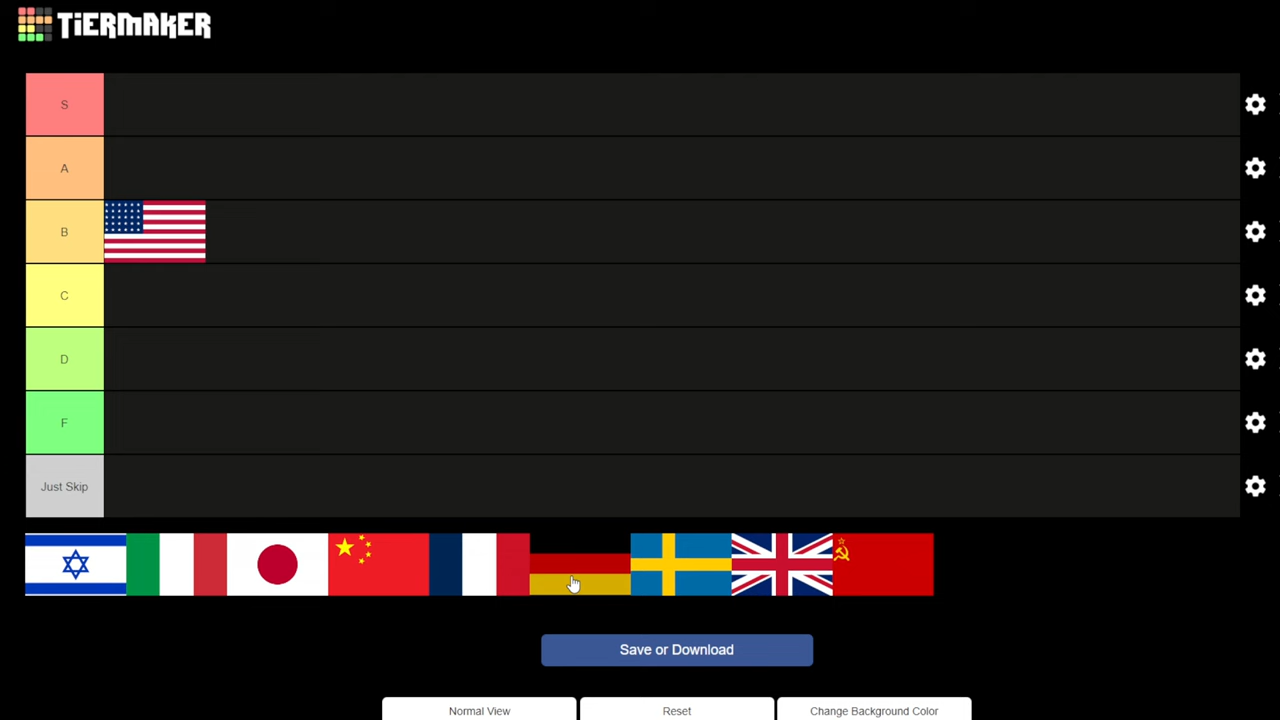 TiERMAKER
S
A
B
C
D
F
Just Skip
Save or Download
Normal View
Reset
Change Background Color